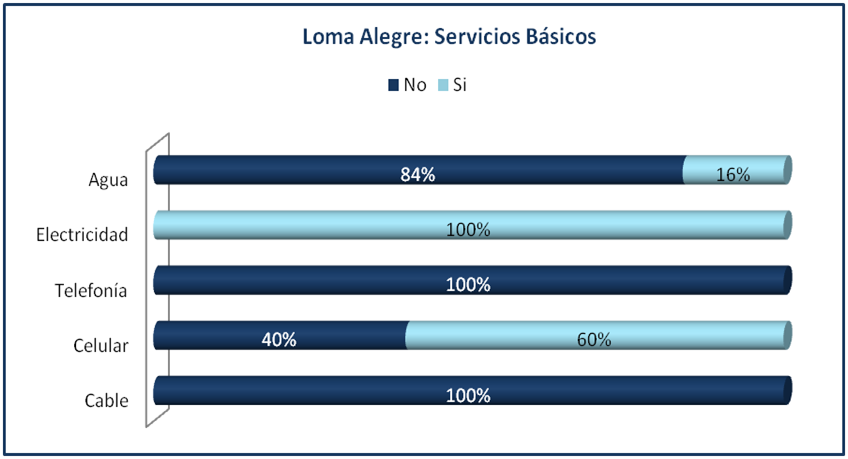 Loma Alegre: Servicios Básicos
No Si
Agua 84% 16%
Electricidad 100%
Telefonía 100%
Celular 40% 60%
Cable 100%